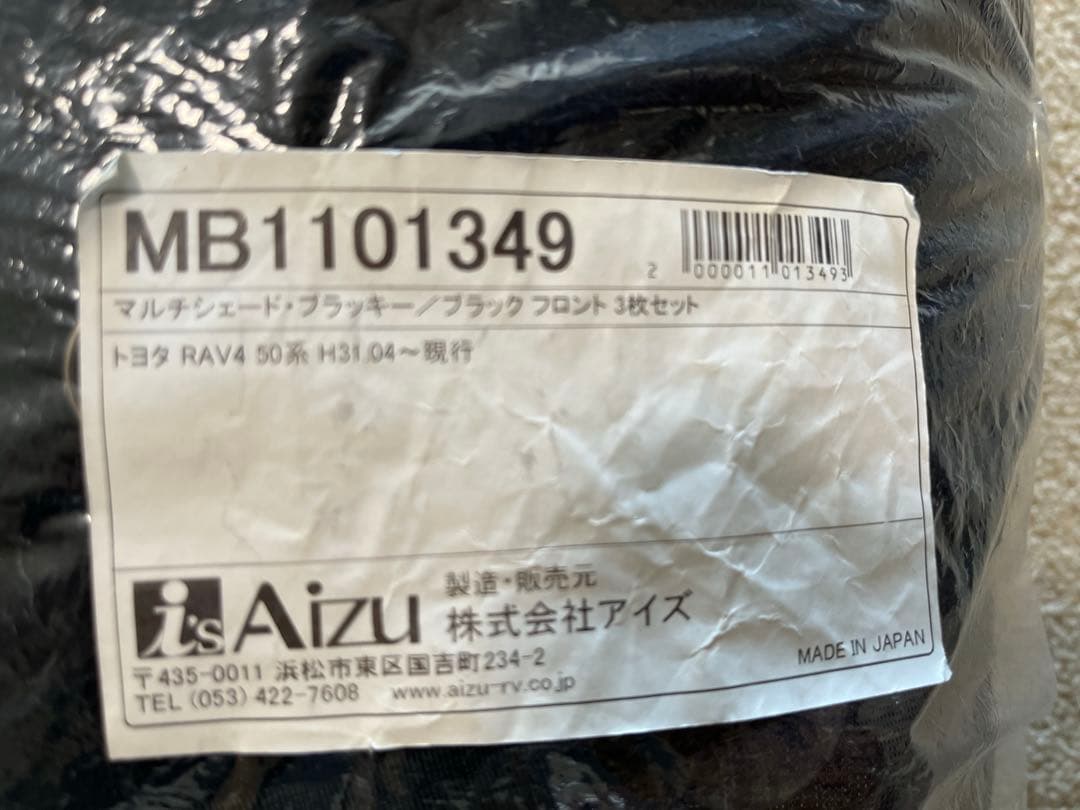 MB1101349
2 000011 013493
マルチシェード・ブラッキー／ブラック フロント 3枚セット
トヨタ RAV4 50系 H31.04～現行
i's Aizu
製造・販売元
株式会社アイズ
〒435-0011 浜松市東区国吉町234-2
TEL (053) 422-7608 www.aizu-rv.co.jp
MADE IN JAPAN